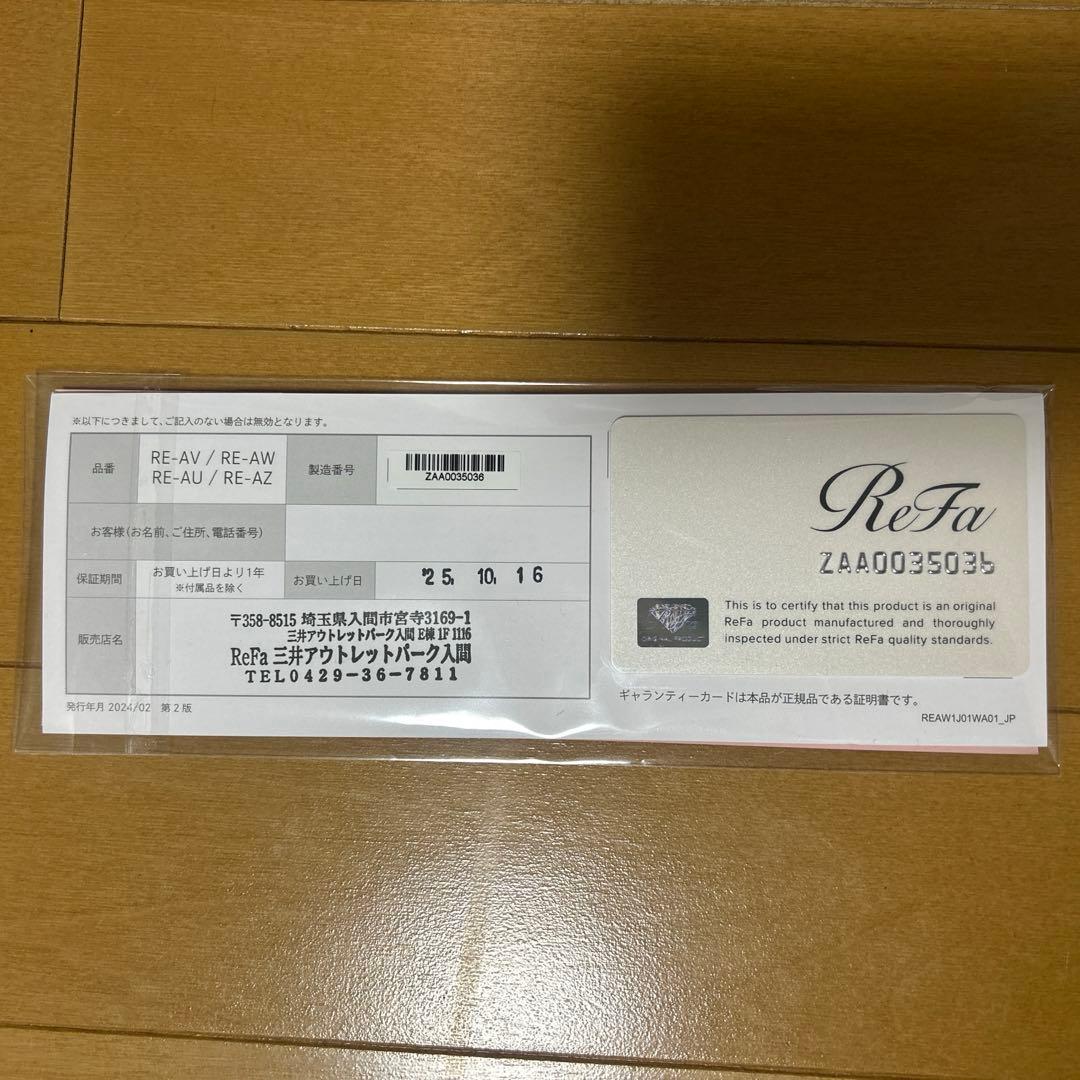 ※以下につきまして、ご記入のない場合は無効となります。
品番
RE-AV / RE-AW
RE-AU / RE-AZ
製造番号
ZAA0035036
お客様(お名前、ご住所、電話番号)
保証期間
お買い上げ日より1年
※付属品を除く
お買い上げ日
'25. 10. 16
販売店名
〒358-8515 埼玉県入間市宮寺3169-1
三井アウトレットパーク入間 E棟 1F 1116
ReFa 三井アウトレットパーク入間
TEL0429-36-7811
発行年月 2024/02 第2版
ReFa
ZAA0035036
ORIGINAL PRODUCT
This is to certify that this product is an original
ReFa product manufactured and thoroughly
inspected under strict ReFa quality standards.
ギャランティーカードは本品が正規品である証明書です。
REAW1J01WA01_JP